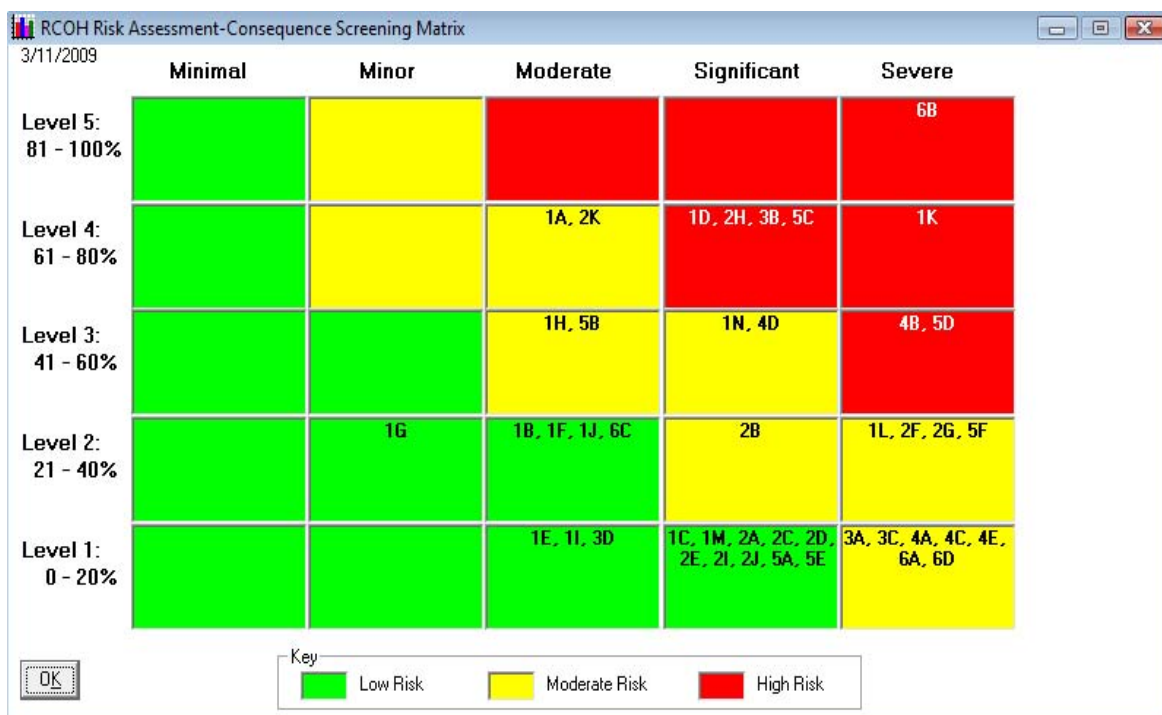 RCOH Risk Assessment-Consequence Screening Matrix
3/11/2009
Minimal Minor Moderate Significant Severe
Level 5:
81 - 100%
6B
Level 4:
61 - 80%
1A, 2K
1D, 2H, 3B, 5C
1K
Level 3:
41 - 60%
1H, 5B
1N, 4D
4B, 5D
Level 2:
21 - 40%
1G
1B, 1F, 1J, 6C
2B
1L, 2F, 2G, 5F
Level 1:
0 - 20%
1E, 1I, 3D
1C, 1M, 2A, 2C, 2D,
2E, 2I, 2J, 5A, 5E
3A, 3C, 4A, 4C, 4E,
6A, 6D
OK
Key
Low Risk Moderate Risk High Risk